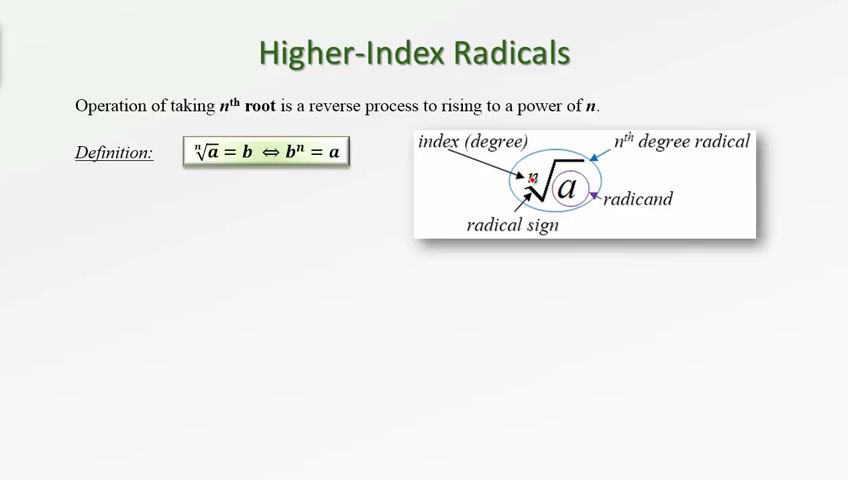 Higher-Index Radicals
Operation of taking nᵗʰ root is a reverse process to rising to a power of n.
Definition: ⁿ√a = b ⇔ bⁿ = a
index (degree)
nᵗʰ degree radical
ⁿ√a
radicand
radical sign